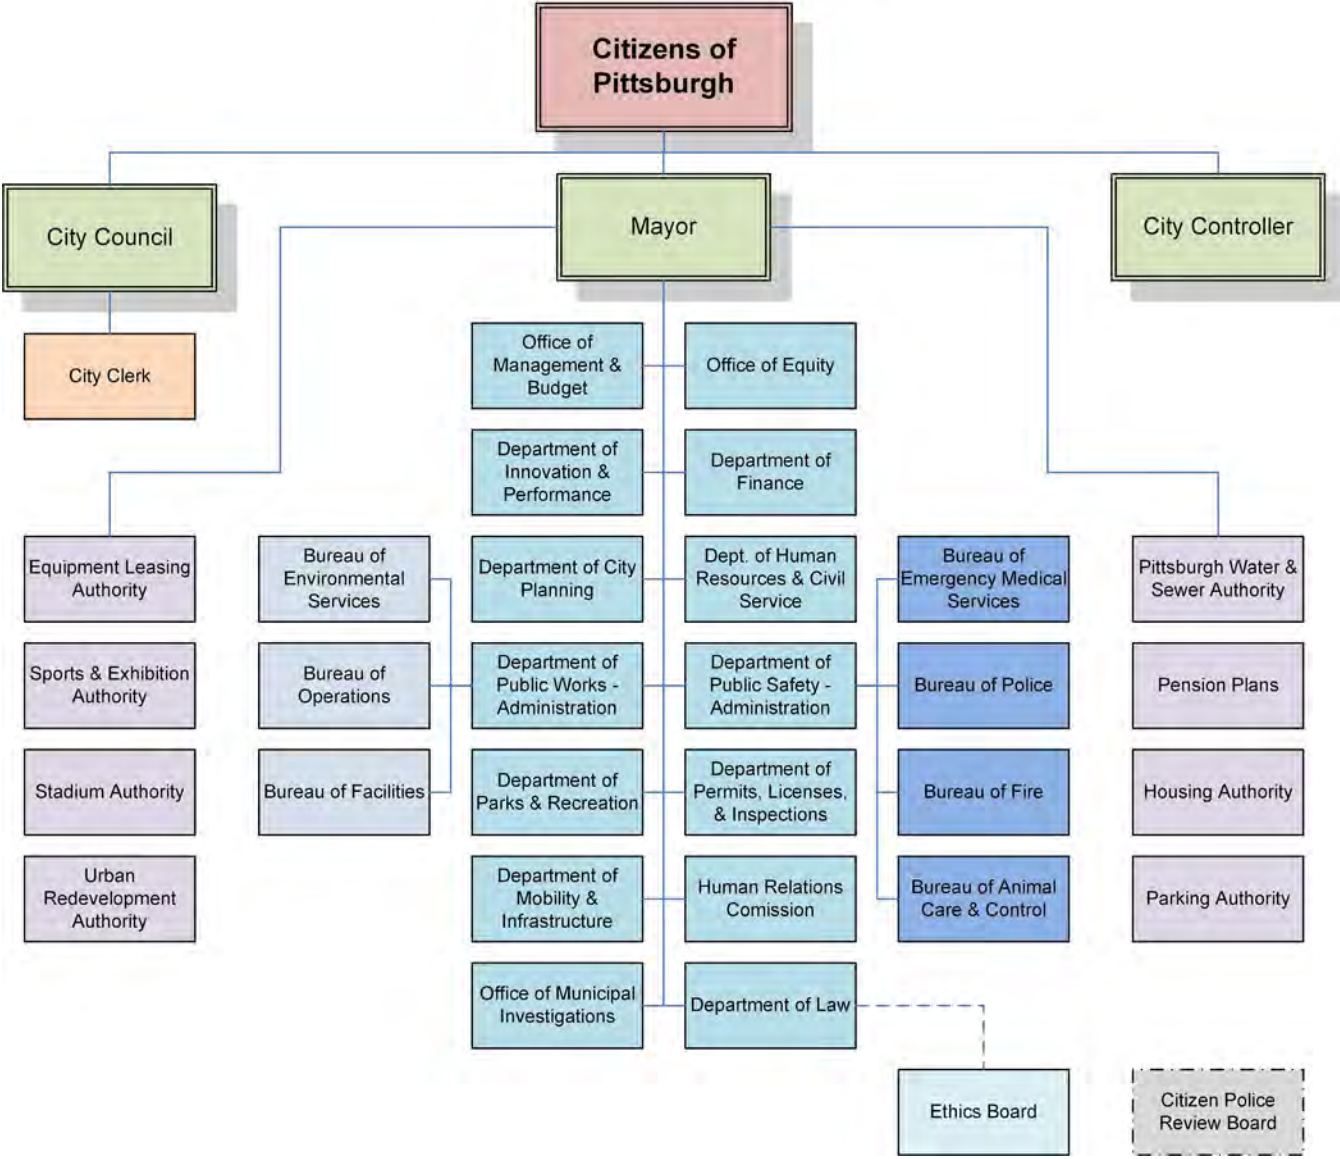 Citizens of
Pittsburgh
City Council
Mayor
City Controller
City Clerk
Office of
Management &
Budget
Office of Equity
Department of
Innovation &
Performance
Department of
Finance
Equipment Leasing
Authority
Bureau of
Environmental
Services
Department of City
Planning
Dept. of Human
Resources & Civil
Service
Bureau of
Emergency Medical
Services
Pittsburgh Water &
Sewer Authority
Sports & Exhibition
Authority
Bureau of
Operations
Department of
Public Works -
Administration
Department of
Public Safety -
Administration
Bureau of Police
Pension Plans
Stadium Authority
Bureau of Facilities
Department of
Parks & Recreation
Department of
Permits, Licenses,
& Inspections
Bureau of Fire
Housing Authority
Urban
Redevelopment
Authority
Department of
Mobility &
Infrastructure
Human Relations
Comission
Bureau of Animal
Care & Control
Parking Authority
Office of Municipal
Investigations
Department of Law
Ethics Board
Citizen Police
Review Board